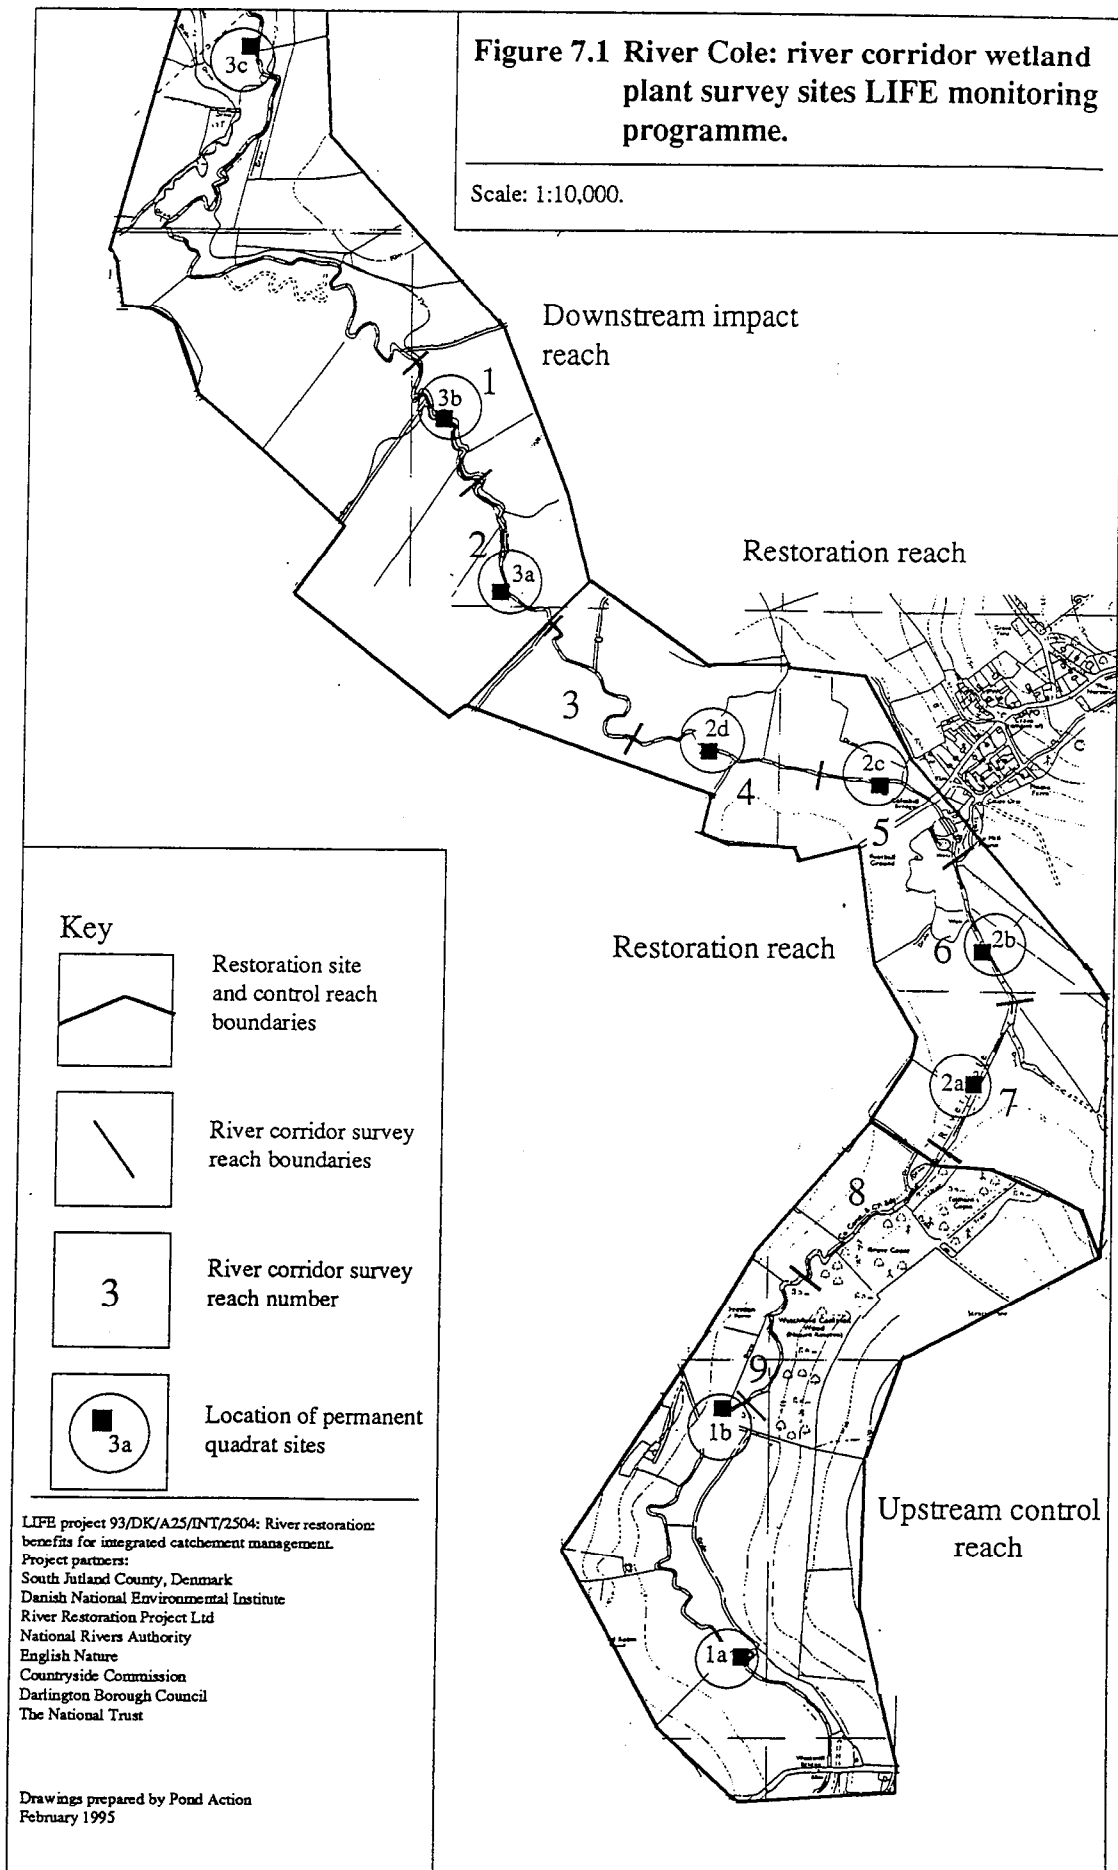 Figure 7.1 River Cole: river corridor wetland
plant survey sites LIFE monitoring
programme.
Scale: 1:10,000.
3c
Downstream impact
reach
1
3b
2
3a
Restoration reach
3
2d
2c
4
5
Football
Ground
Restoration reach
6
2b
2a
7
8
9
1b
Upstream control
reach
1a
Key
Restoration site
and control reach
boundaries
River corridor survey
reach boundaries
3
River corridor survey
reach number
3a
Location of permanent
quadrat sites
LIFE project 93/DK/A25/INT/2504: River restoration:
benefits for integrated catchement management.
Project partners:
South Jutland County, Denmark
Danish National Environmental Institute
River Restoration Project Ltd
National Rivers Authority
English Nature
Countryside Commission
Darlington Borough Council
The National Trust
Drawings prepared by Pond Action
February 1995